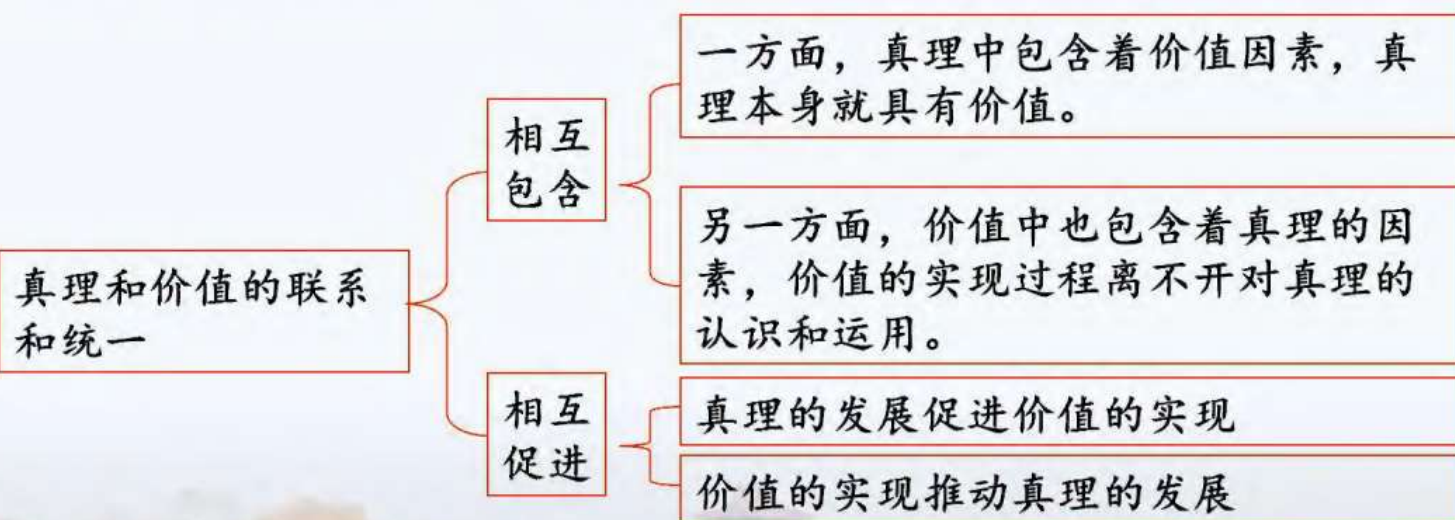 真理和价值的联系
和统一
相互
包含
一方面，真理中包含着价值因素，真
理本身就具有价值。
另一方面，价值中也包含着真理的因
素，价值的实现过程离不开对真理的
认识和运用。
相互
促进
真理的发展促进价值的实现
价值的实现推动真理的发展